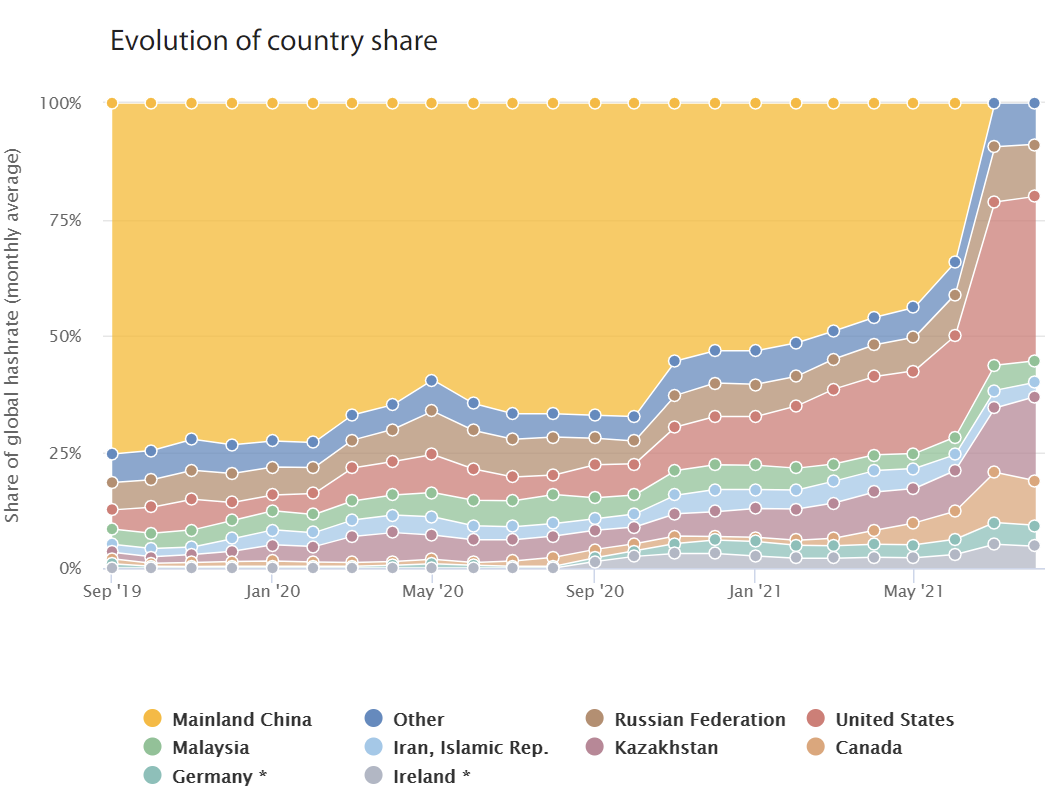 Evolution of country share
Share of global hashrate (monthly average)
100%
75%
50%
25%
0%
Sep '19 Jan '20 May '20 Sep '20 Jan '21 May '21
Mainland China Other Russian Federation United States
Malaysia Iran, Islamic Rep. Kazakhstan Canada
Germany * Ireland *